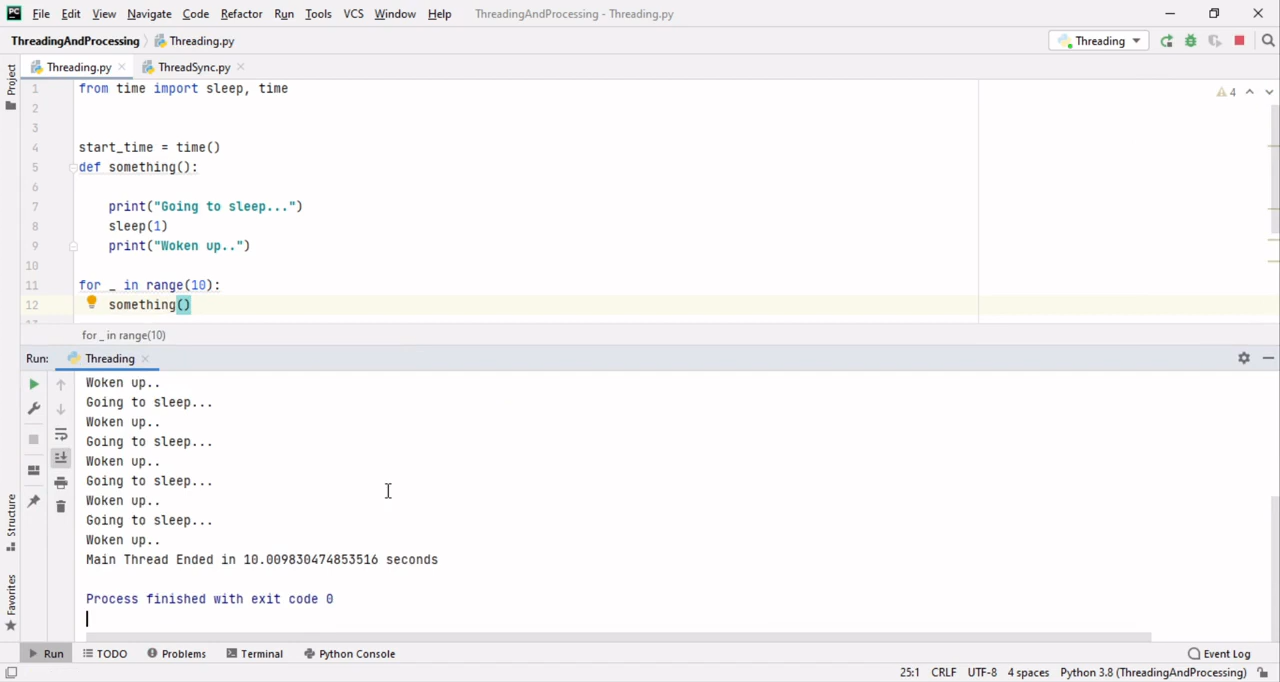 PC File Edit View Navigate Code Refactor Run Tools VCS Window Help ThreadingAndProcessing - Threading.py
ThreadingAndProcessing Threading.py Threading
Project
Threading.py ThreadSync.py
1 from time import sleep, time
4
2
3
4 start_time = time()
5 def something():
6
7 print("Going to sleep...")
8 sleep(1)
9 print("Woken up..")
10
11 for _ in range(10):
12 something()
for _ in range(10)
Run: Threading
Woken up..
Going to sleep...
Woken up..
Going to sleep...
Woken up..
Going to sleep...
Woken up..
Going to sleep...
Woken up..
Main Thread Ended in 10.009830474853516 seconds
Process finished with exit code 0
Structure
Favorites
Run TODO Problems Terminal Python Console Event Log
25:1 CRLF UTF-8 4 spaces Python 3.8 (ThreadingAndProcessing)